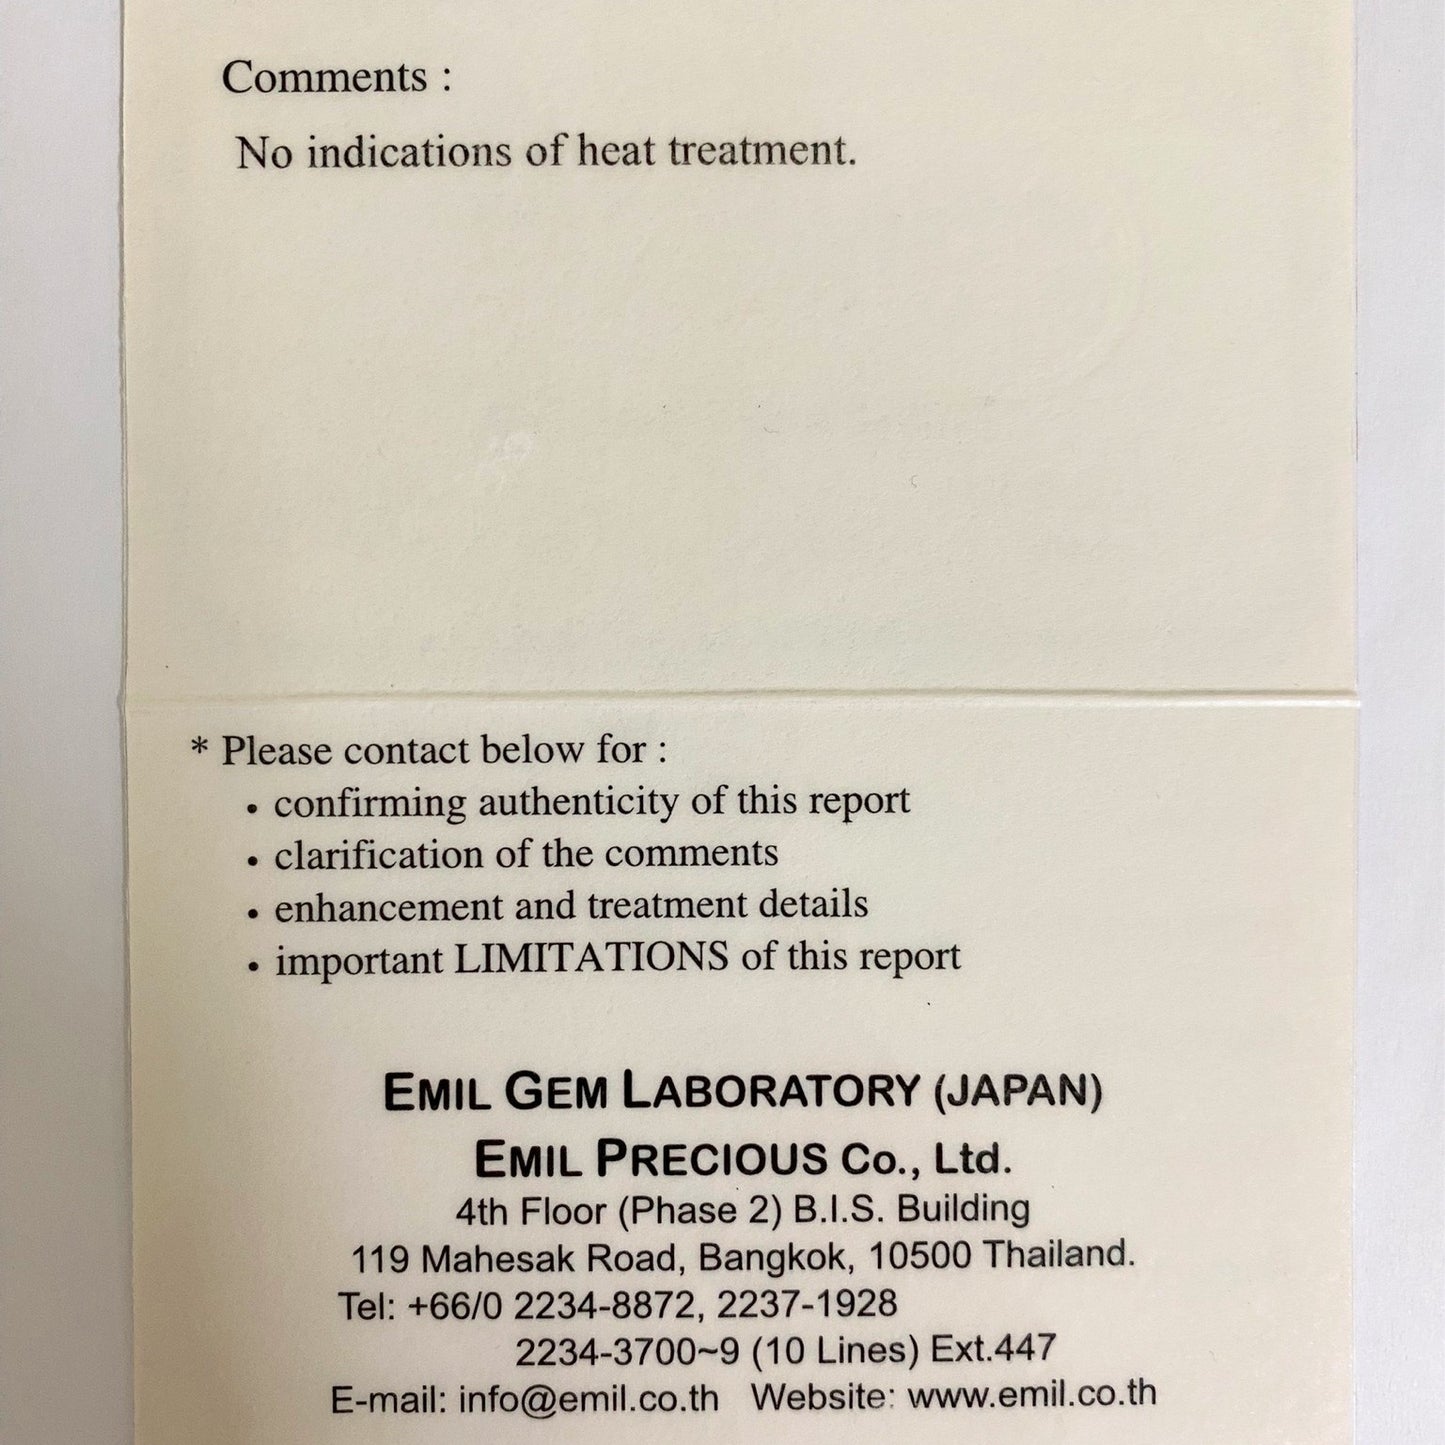 Comments :
No indications of heat treatment.
* Please contact below for :
• confirming authenticity of this report
• clarification of the comments
• enhancement and treatment details
• important LIMITATIONS of this report
EMIL GEM LABORATORY (JAPAN)
EMIL PRECIOUS Co., Ltd.
4th Floor (Phase 2) B.I.S. Building
119 Mahesak Road, Bangkok, 10500 Thailand.
Tel: +66/0 2234-8872, 2237-1928
2234-3700~9 (10 Lines) Ext.447
E-mail: info@emil.co.th Website: www.emil.co.th